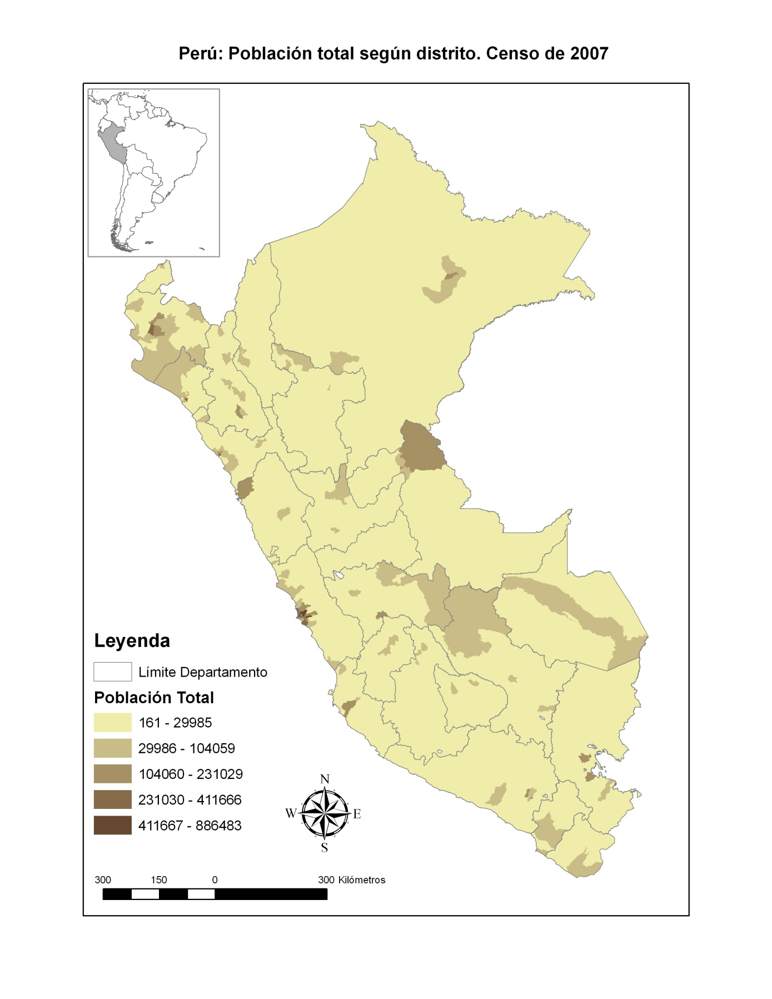 Perú: Población total según distrito. Censo de 2007
Leyenda
Límite Departamento
Población Total
161 - 29985
29986 - 104059
104060 - 231029
231030 - 411666
411667 - 886483
N
W E
S
300 150 0 300 Kilómetros